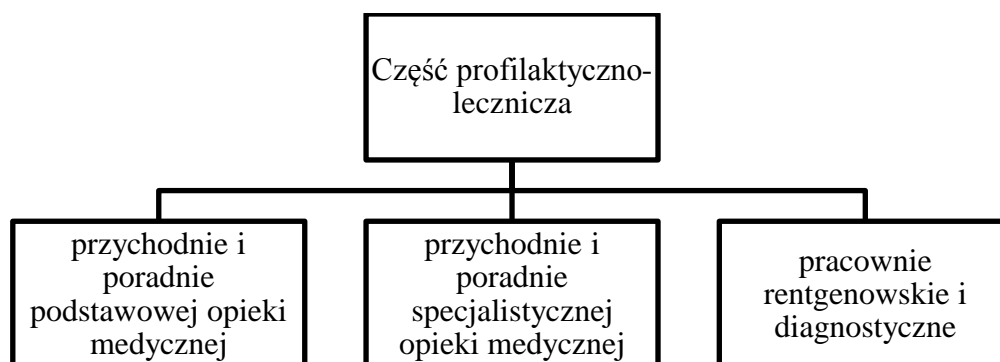 Część profilaktyczno-
lecznicza
przychodnie i
poradnie
podstawowej opieki
medycznej
przychodnie i
poradnie
specjalistycznej
opieki medycznej
pracownie
rentgenowskie i
diagnostyczne